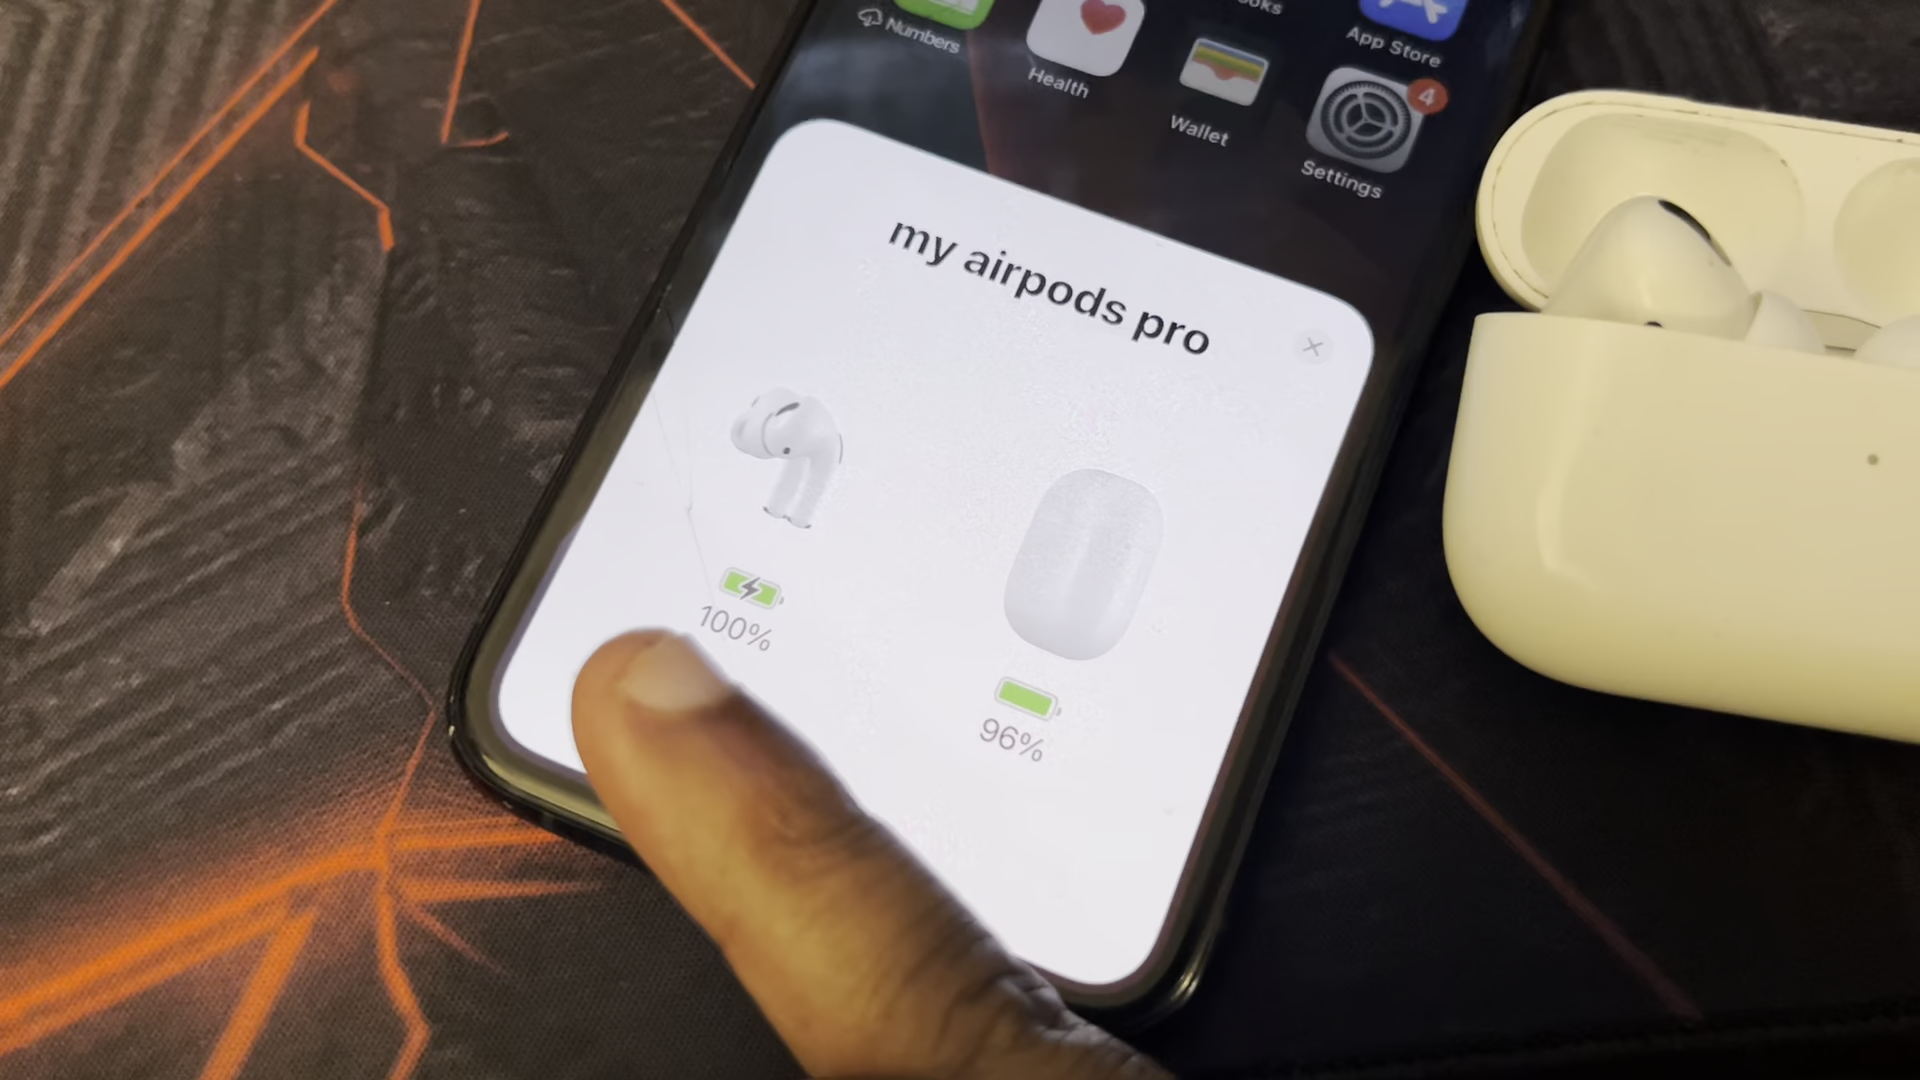 Numbers
Health
Wallet
App Store
4
Settings
my airpods pro
100%
96%